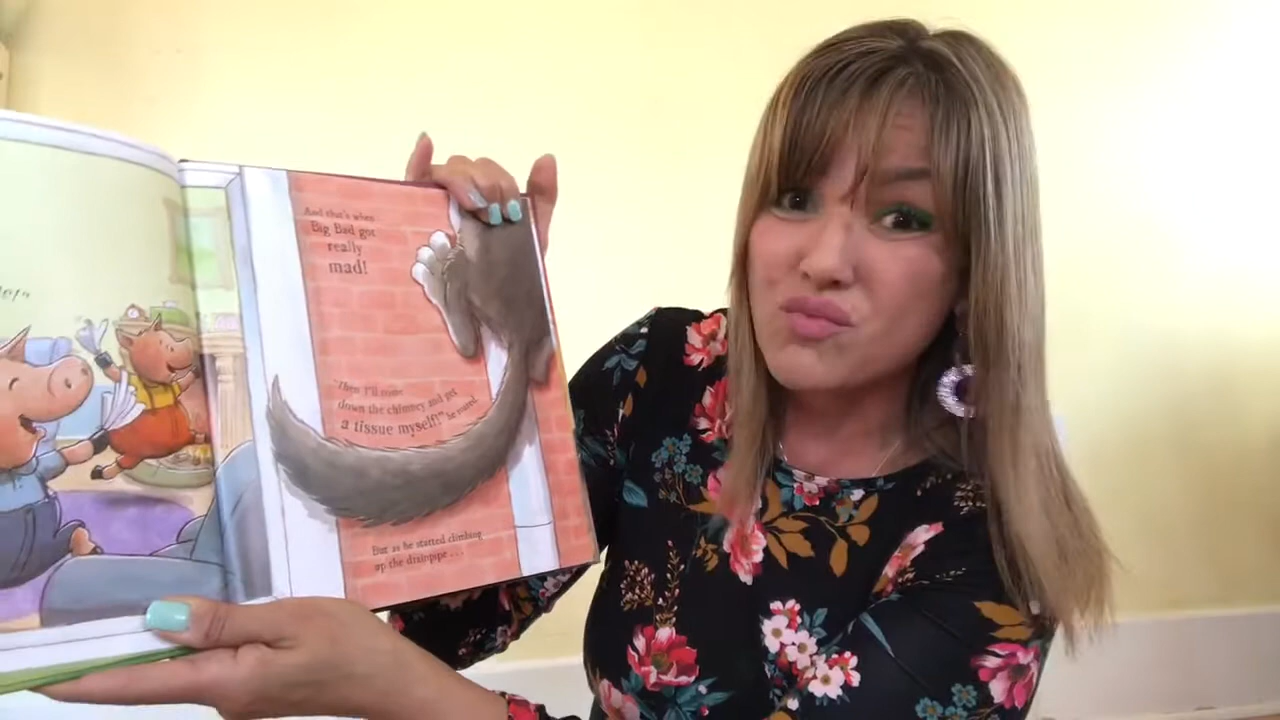 And that's when
Big Bad got
really
mad!
"Then I'll come
down the chimney and get
a tissue myself!" he roared.
But as he started climbing
up the drainpipe . . .